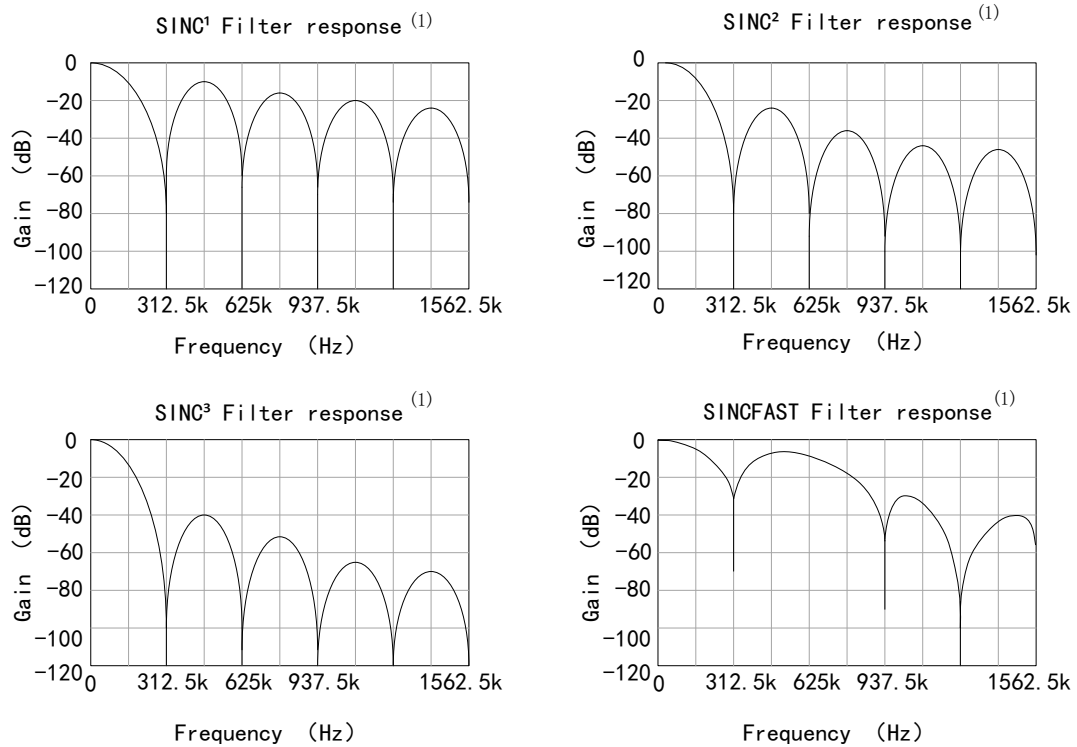 SINC¹ Filter response (1)
0
-20
-40
-60
-80
-100
-120
Gain (dB)
0 312.5k 625k 937.5k 1562.5k
Frequency (Hz)
SINC² Filter response (1)
0
-20
-40
-60
-80
-100
-120
Gain (dB)
0 312.5k 625k 937.5k 1562.5k
Frequency (Hz)
SINC³ Filter response (1)
0
-20
-40
-60
-80
-100
-120
Gain (dB)
0 312.5k 625k 937.5k 1562.5k
Frequency (Hz)
SINCFAST Filter response (1)
0
-20
-40
-60
-80
-100
-120
Gain (dB)
0 312.5k 625k 937.5k 1562.5k
Frequency (Hz)